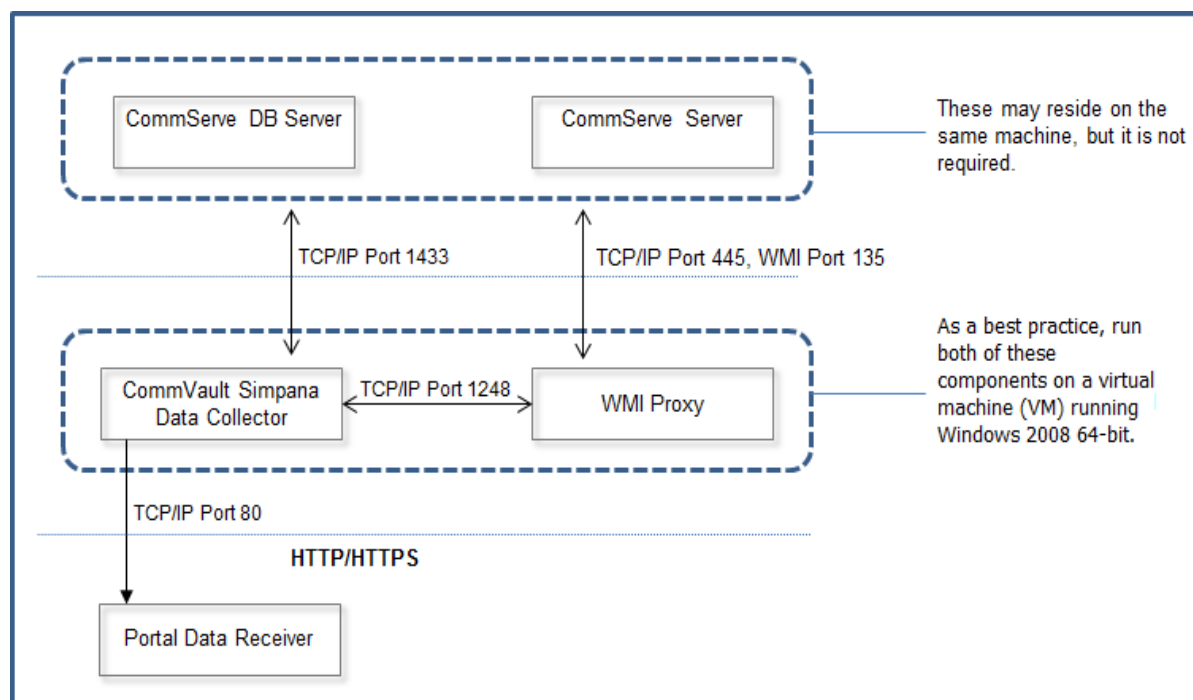 CommServe DB Server
CommServe Server
These may reside on the
same machine, but it is not
required.
TCP/IP Port 1433
TCP/IP Port 445, WMI Port 135
CommVault Simpana
Data Collector
TCP/IP Port 1248
WMI Proxy
As a best practice, run
both of these
components on a virtual
machine (VM) running
Windows 2008 64-bit.
TCP/IP Port 80
HTTP/HTTPS
Portal Data Receiver